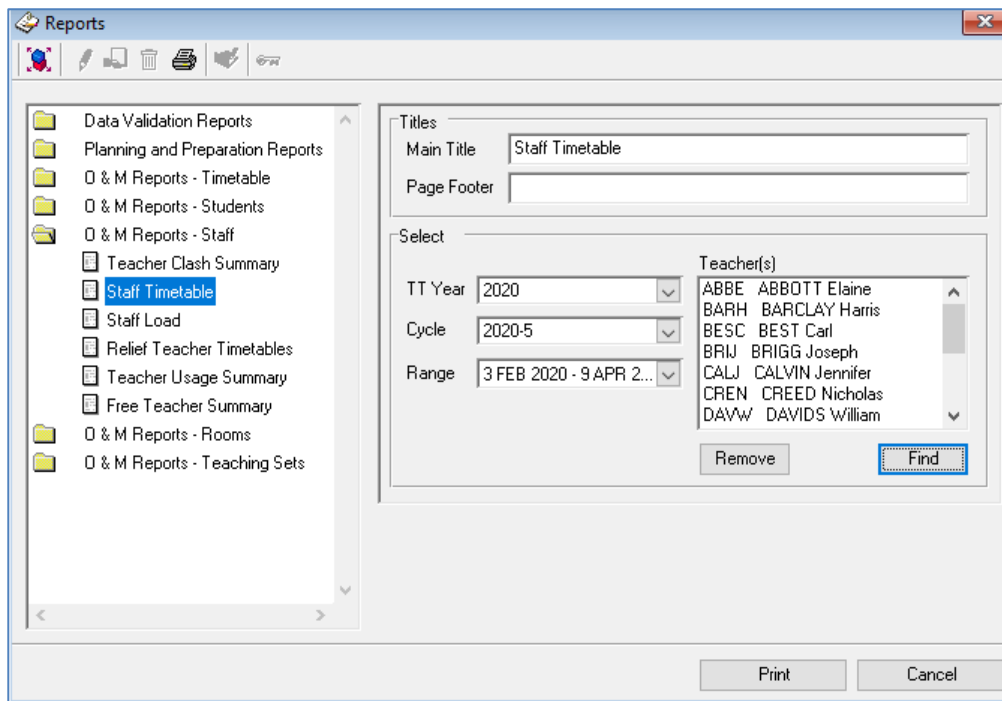 Reports
Data Validation Reports
Planning and Preparation Reports
O & M Reports - Timetable
O & M Reports - Students
O & M Reports - Staff
Teacher Clash Summary
Staff Timetable
Staff Load
Relief Teacher Timetables
Teacher Usage Summary
Free Teacher Summary
O & M Reports - Rooms
O & M Reports - Teaching Sets
Titles
Main Title Staff Timetable
Page Footer
Select
TT Year 2020
Cycle 2020-5
Range 3 FEB 2020 - 9 APR 2...
Teacher(s)
ABBE ABBOTT Elaine
BARH BARCLAY Harris
BESC BEST Carl
BRIJ BRIGG Joseph
CALJ CALVIN Jennifer
CREN CREED Nicholas
DAVW DAVIDS William
Remove Find
Print Cancel